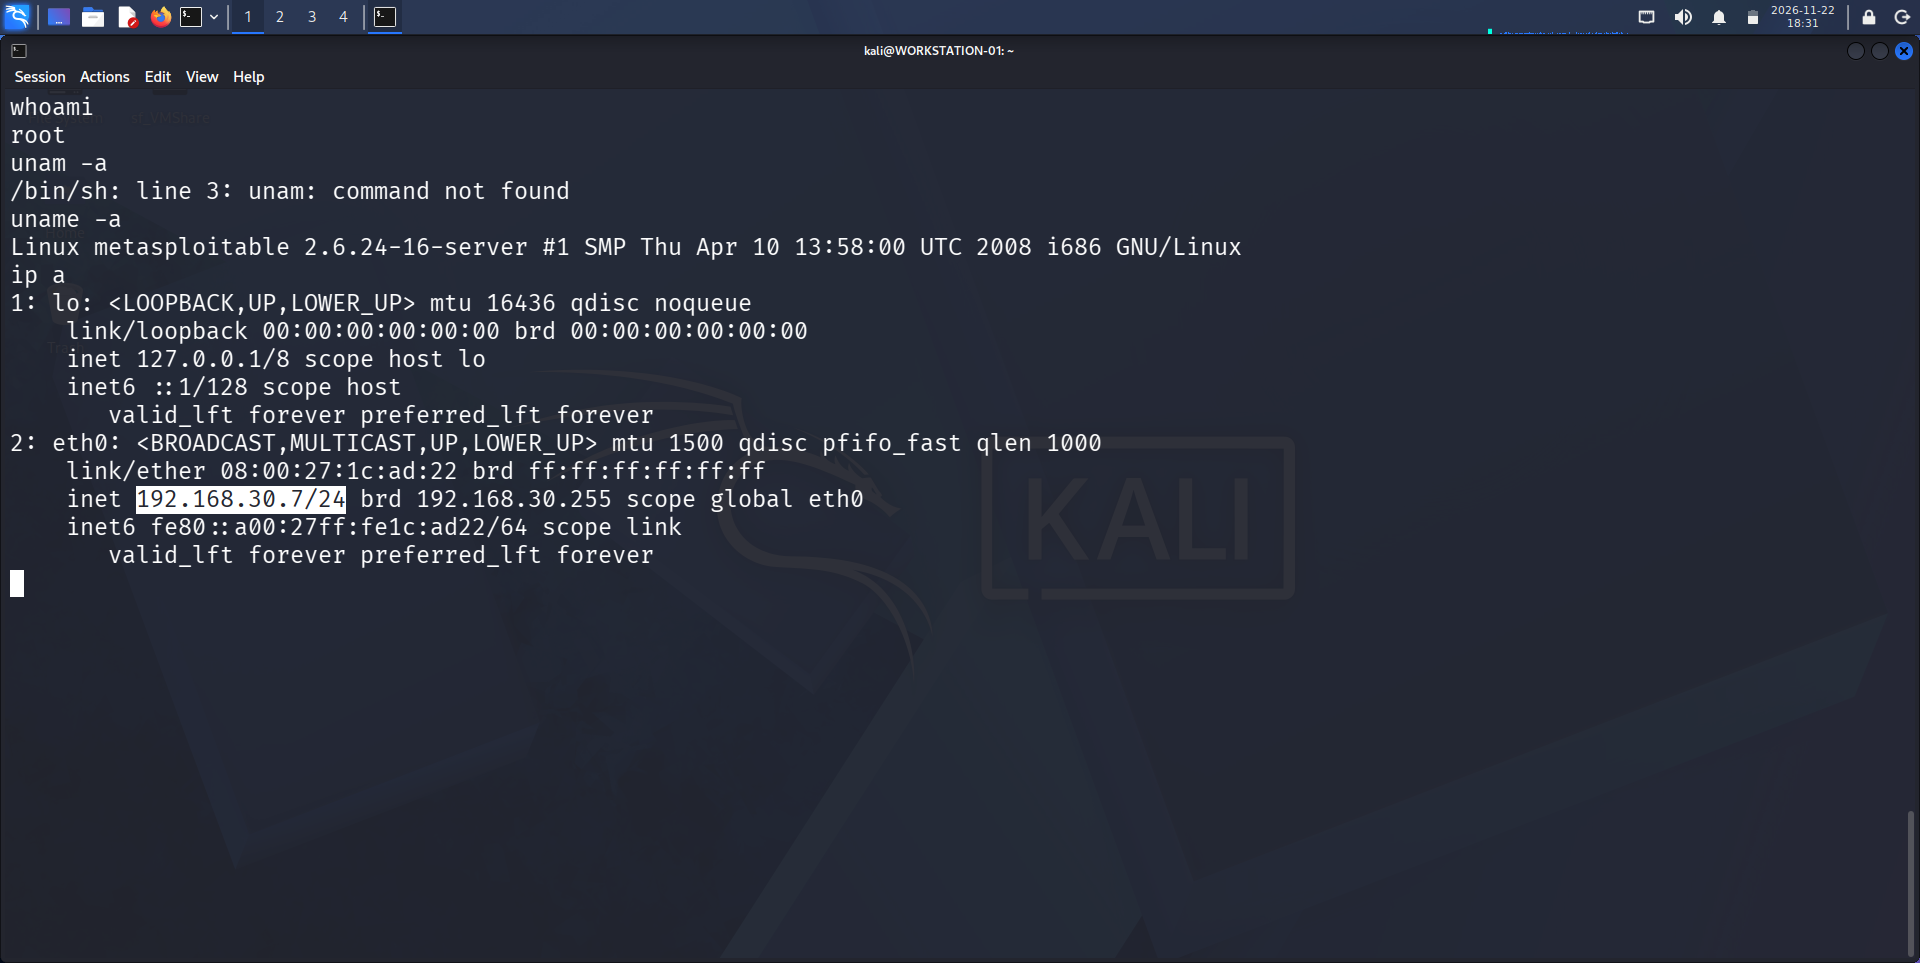 1 2 3 4
2026-11-22
18:31
kali@WORKSTATION-01: ~
Session Actions Edit View Help
whoami
root
unam -a
/bin/sh: line 3: unam: command not found
uname -a
Linux metasploitable 2.6.24-16-server #1 SMP Thu Apr 10 13:58:00 UTC 2008 i686 GNU/Linux
ip a
1: lo: <LOOPBACK,UP,LOWER_UP> mtu 16436 qdisc noqueue
link/loopback 00:00:00:00:00:00 brd 00:00:00:00:00:00
inet 127.0.0.1/8 scope host lo
inet6 ::1/128 scope host
valid_lft forever preferred_lft forever
2: eth0: <BROADCAST,MULTICAST,UP,LOWER_UP> mtu 1500 qdisc pfifo_fast qlen 1000
link/ether 08:00:27:1c:ad:22 brd ff:ff:ff:ff:ff:ff
inet 192.168.30.7/24 brd 192.168.30.255 scope global eth0
inet6 fe80::a00:27ff:fe1c:ad22/64 scope link
valid_lft forever preferred_lft forever
KALI